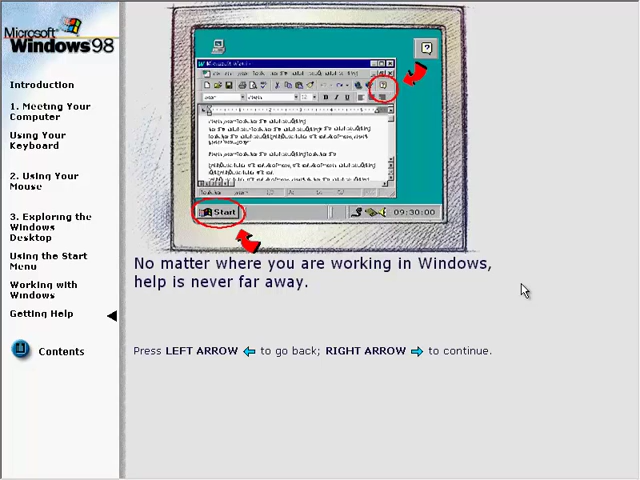 Microsoft
Windows98
Introduction
1. Meeting Your
Computer
Using Your
Keyboard
2. Using Your
Mouse
3. Exploring the
Windows
Desktop
Using the Start
Menu
Working with
Windows
Getting Help
Contents
Start
09:30:00
No matter where you are working in Windows,
help is never far away.
Press LEFT ARROW to go back; RIGHT ARROW to continue.